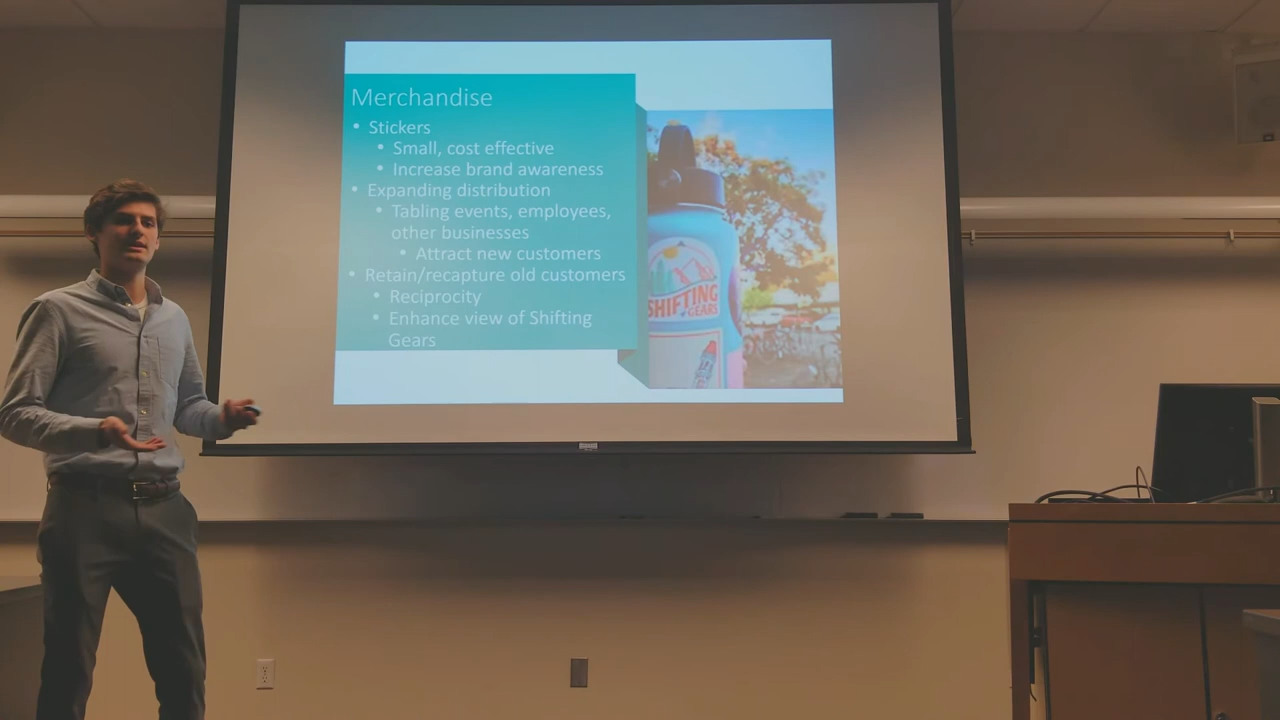 Merchandise
• Stickers
• Small, cost effective
• Increase brand awareness
• Expanding distribution
• Tabling events, employees,
other businesses
• Attract new customers
• Retain/recapture old customers
• Reciprocity
• Enhance view of Shifting
Gears
SHIFTING
GEARS